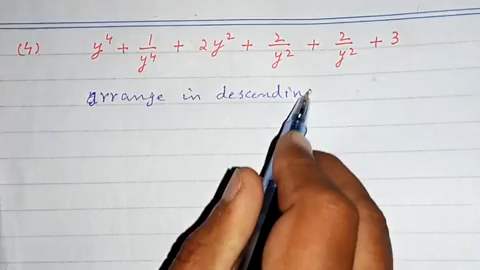 (4) y⁴ + 1/y⁴ + 2y² + 2/y² + 2/y² + 3
arrange in descendin